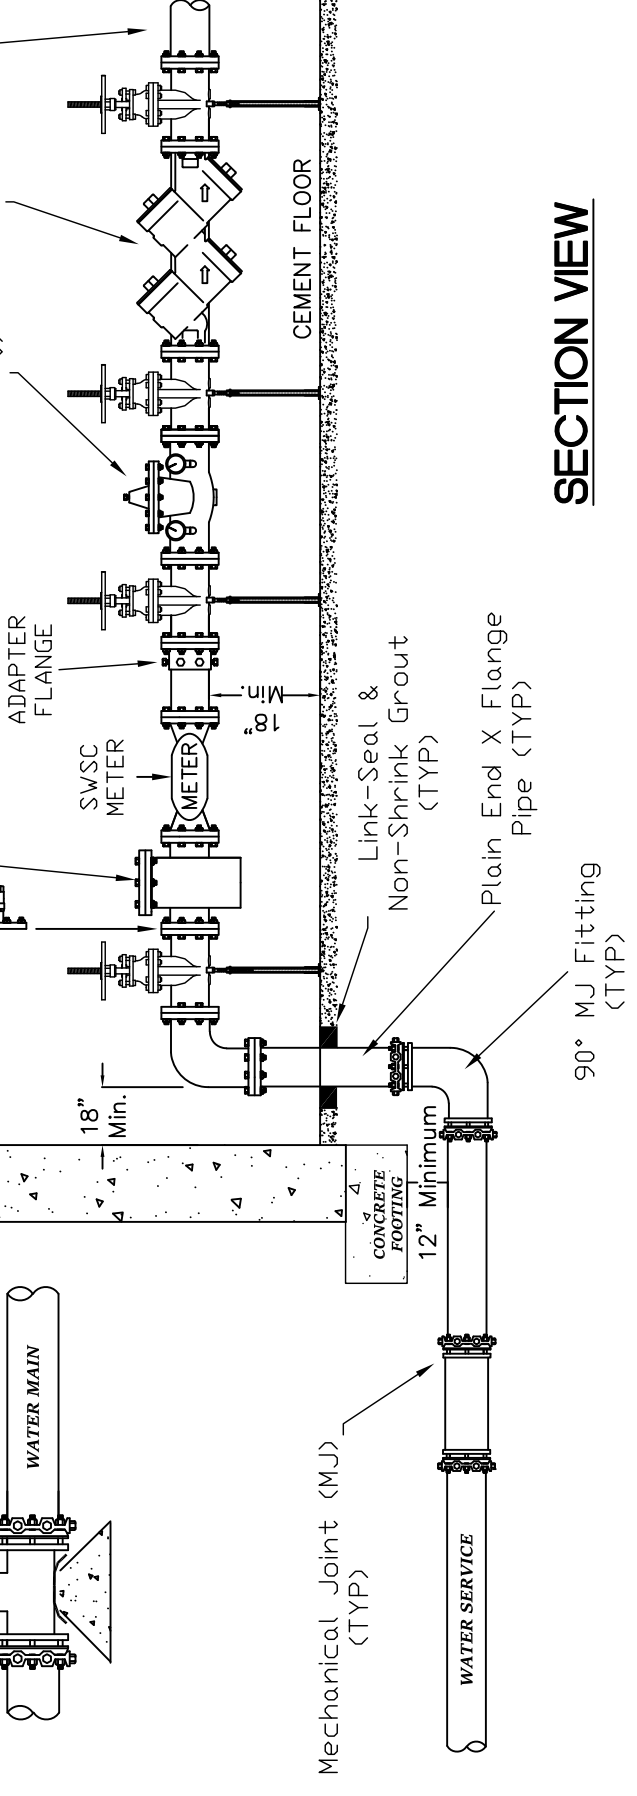 ADAPTER
FLANGE
SWSC
METER
METER
18"
Min.
CEMENT FLOOR
18"
Min.
Link-Seal &
Non-Shrink Grout
(TYP)
Plain End X Flange
Pipe (TYP)
90° MJ Fitting
(TYP)
12" Minimum
CONCRETE
FOOTING
WATER MAIN
Mechanical Joint (MJ)
(TYP)
WATER SERVICE
SECTION VIEW